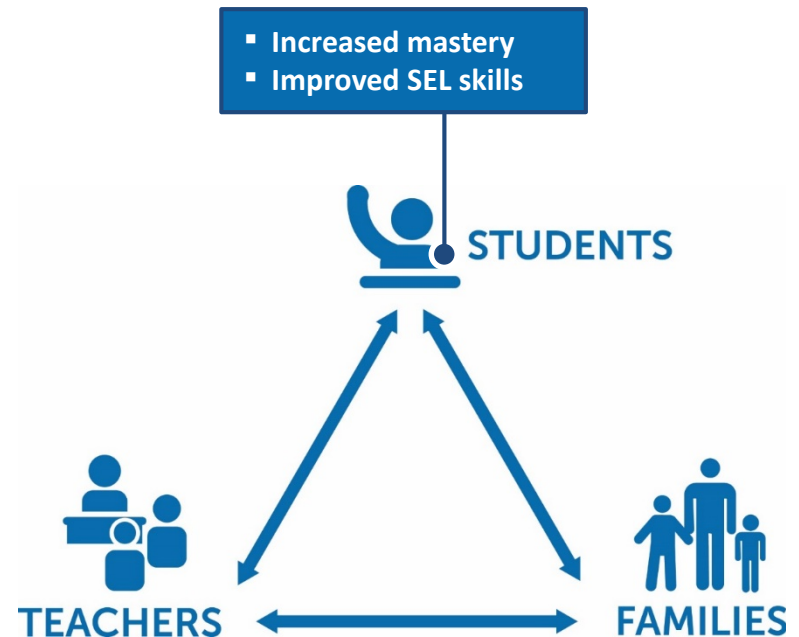 ▪ Increased mastery
▪ Improved SEL skills
STUDENTS
TEACHERS
FAMILIES